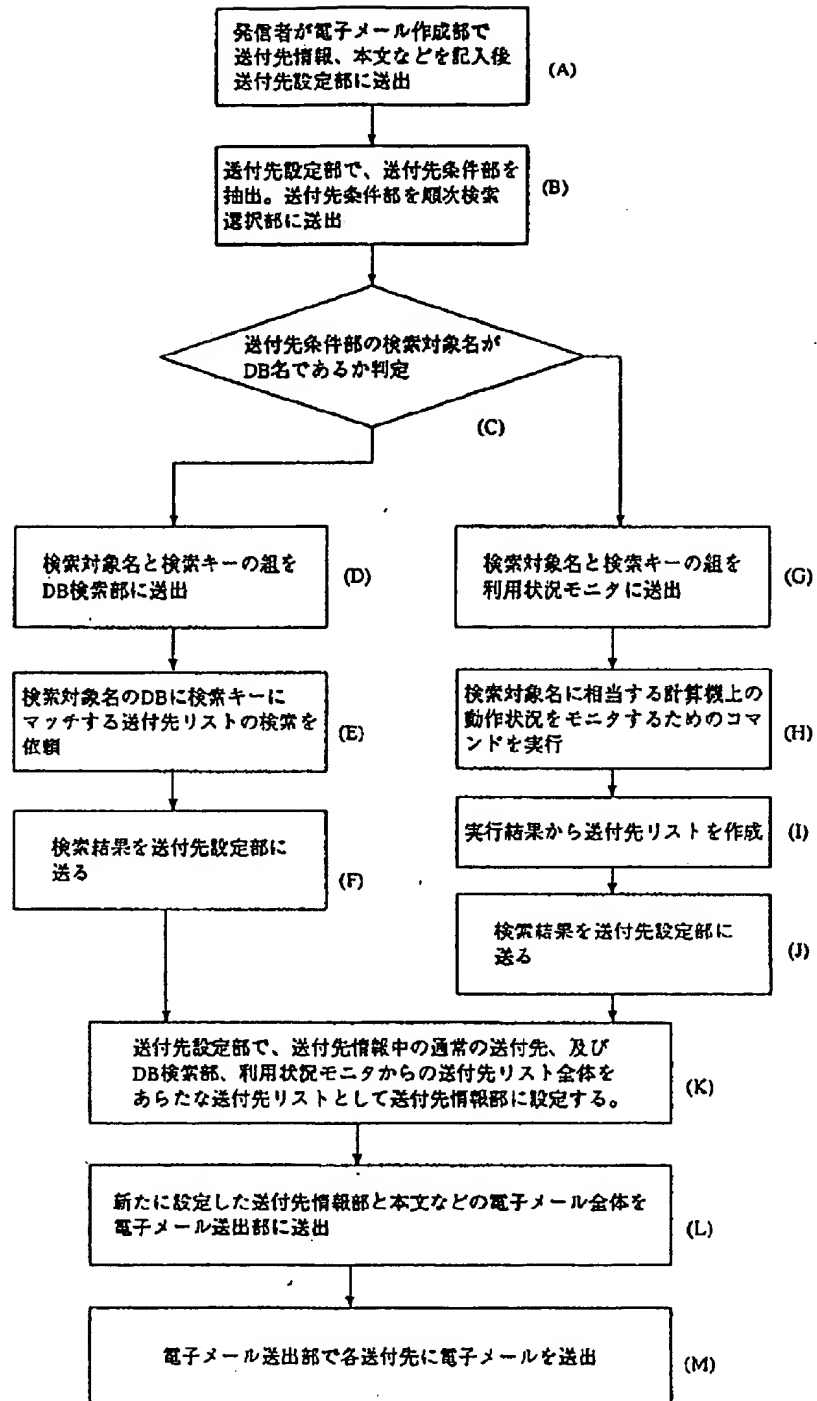 発信者が電子メール作成部で
送付先情報、本文などを記入後
送付先設定部に送出
(A)
送付先設定部で、送付先条件部を
抽出。送付先条件部を順次検索
選択部に送出
(B)
送付先条件部の検索対象名が
DB名であるか判定
(C)
検索対象名と検索キーの組を
DB検索部に送出
(D)
検索対象名と検索キーの組を
利用状況モニタに送出
(G)
検索対象名のDBに検索キーに
マッチする送付先リストの検索を
依頼
(E)
検索対象名に相当する計算機上の
動作状況をモニタするためのコマ
ンドを実行
(H)
検索結果を送付先設定部に
送る
(F)
実行結果から送付先リストを作成
(I)
検索結果を送付先設定部に
送る
(J)
送付先設定部で、送付先情報中の通常の送付先、及び
DB検索部、利用状況モニタからの送付先リスト全体を
あらたな送付先リストとして送付先情報部に設定する。
(K)
新たに設定した送付先情報部と本文などの電子メール全体を
電子メール送出部に送出
(L)
電子メール送出部で各送付先に電子メールを送出
(M)